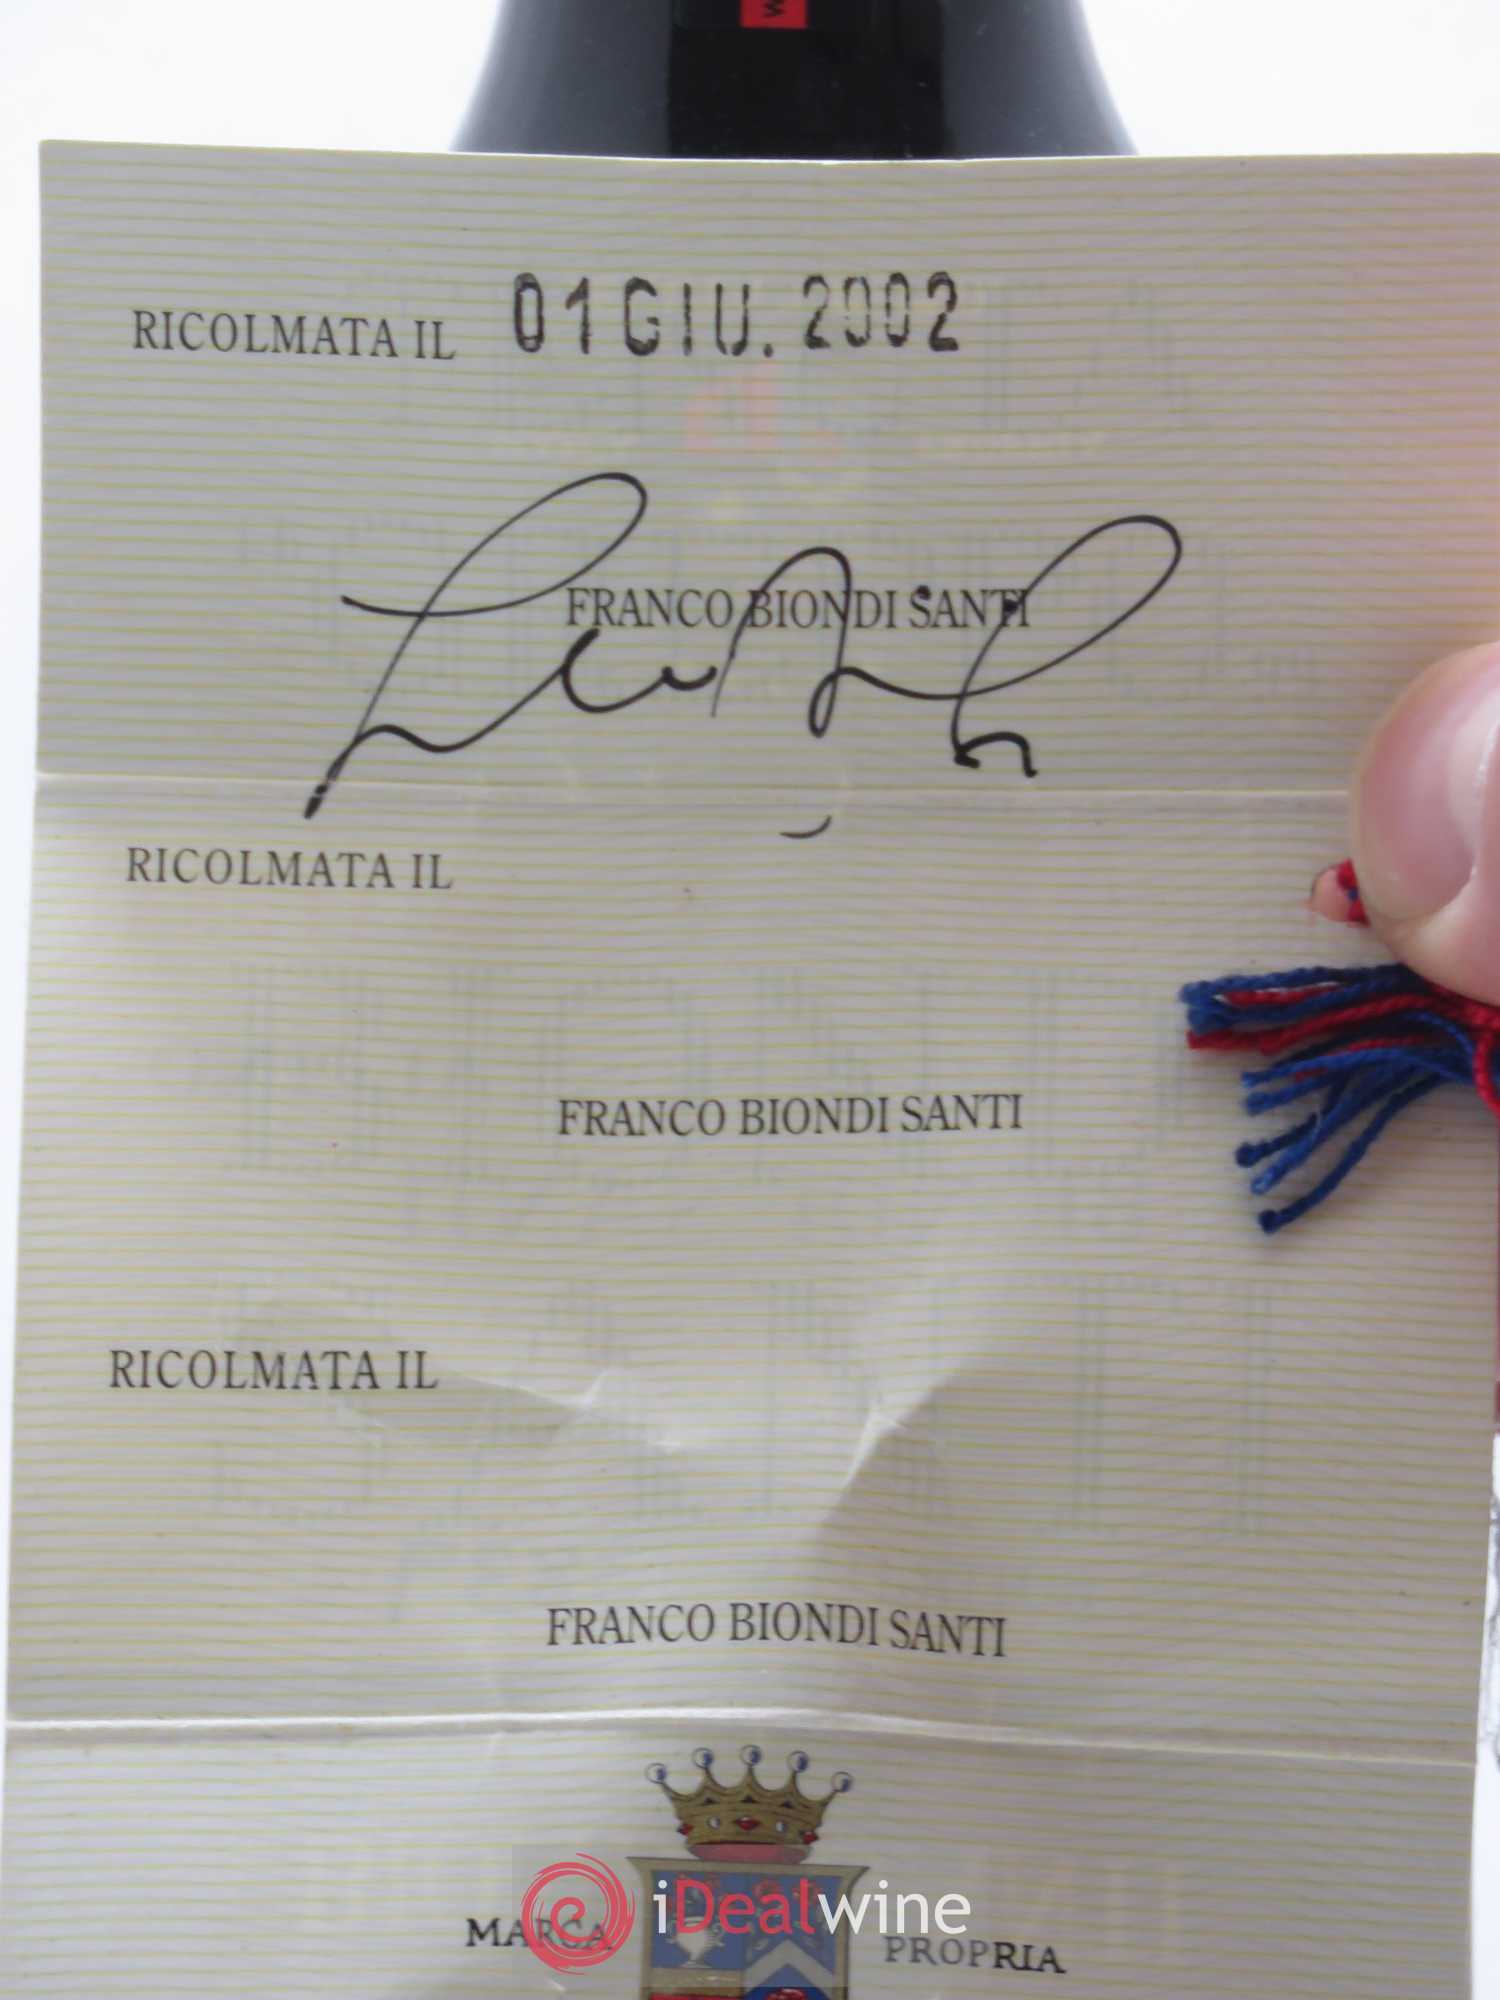 RICOLMATA IL 01 GIU. 2002
FRANCO BIONDI SANTI
RICOLMATA IL
FRANCO BIONDI SANTI
RICOLMATA IL
FRANCO BIONDI SANTI
MARCA PROPRIA
iDealwine